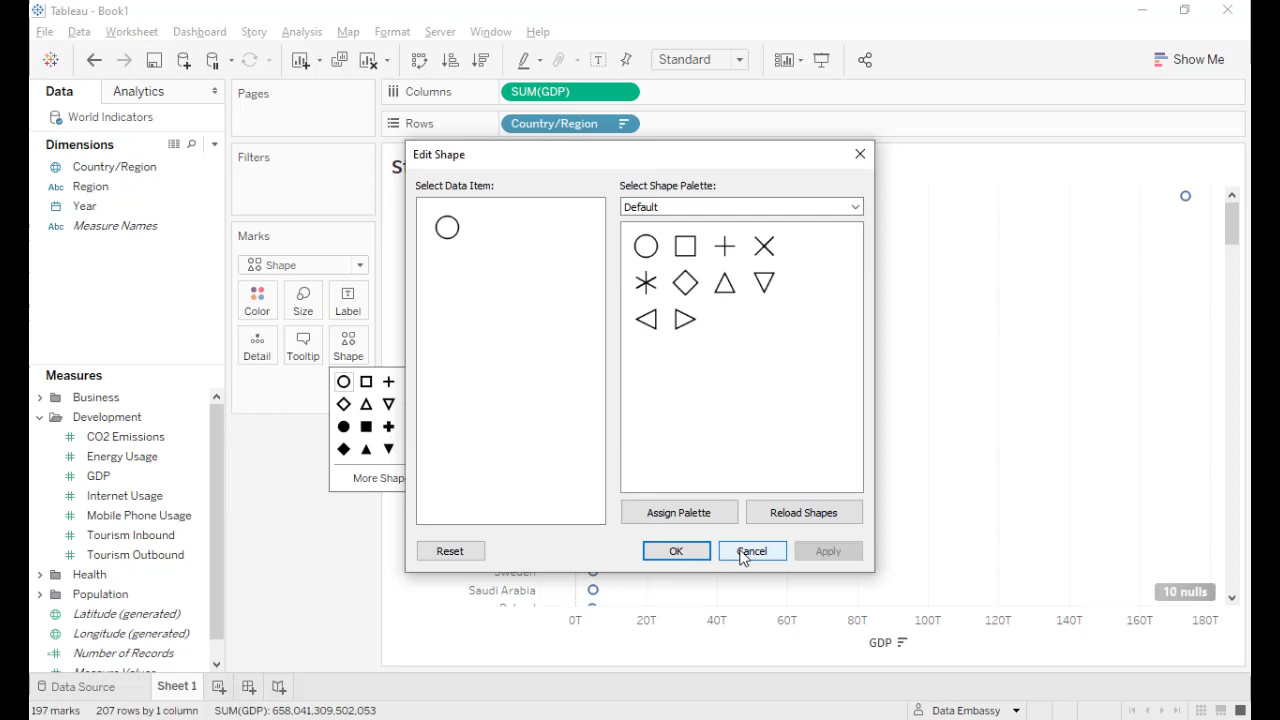 Tableau - Book1
File Data Worksheet Dashboard Story Analysis Map Format Server Window Help
Standard
Show Me
Data Analytics
World Indicators
Dimensions
Country/Region
Abc Region
Year
Abc Measure Names
Measures
Business
Development
CO2 Emissions
Energy Usage
GDP
Internet Usage
Mobile Phone Usage
Tourism Inbound
Tourism Outbound
Health
Population
Latitude (generated)
Longitude (generated)
Number of Records
Pages
Filters
Marks
Shape
Color Size Label
Detail Tooltip Shape
More Shap
Columns SUM(GDP)
Rows Country/Region
Edit Shape
Select Data Item:
Select Shape Palette:
Default
Assign Palette Reload Shapes
Reset OK Cancel Apply
Sweden
Saudi Arabia
10 nulls
0T 20T 40T 60T 80T 100T 120T 140T 160T 180T
GDP
Data Source Sheet 1
197 marks 207 rows by 1 column SUM(GDP): 658,041,309,502,053 Data Embassy